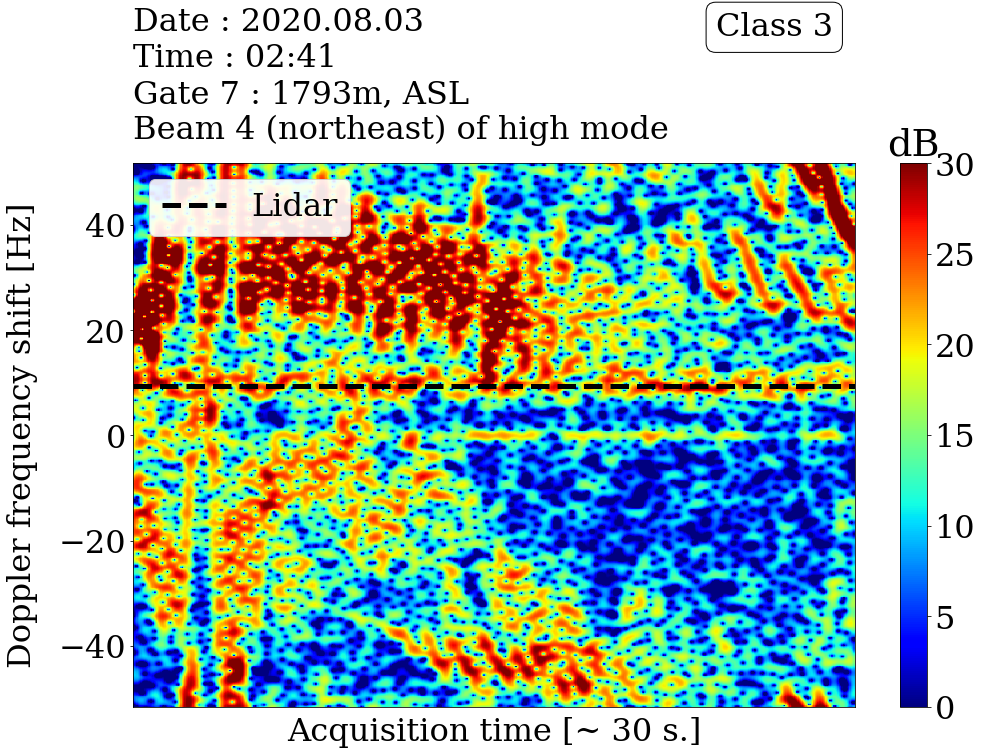 Date : 2020.08.03
Time : 02:41
Gate 7 : 1793m, ASL
Beam 4 (northeast) of high mode
Class 3
dB
Lidar
Doppler frequency shift [Hz]
40
20
0
−20
−40
30
25
20
15
10
5
0
Acquisition time [~ 30 s.]